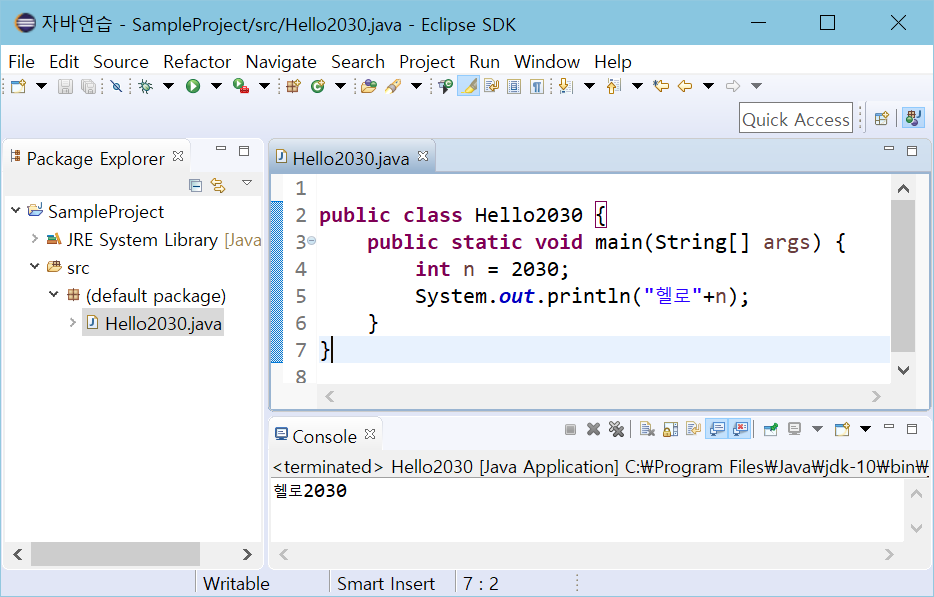 자바연습 - SampleProject/src/Hello2030.java - Eclipse SDK
File Edit Source Refactor Navigate Search Project Run Window Help
Quick Access
Package Explorer
SampleProject
JRE System Library [Java
src
(default package)
Hello2030.java
Hello2030.java
1
2 public class Hello2030 {
3 public static void main(String[] args) {
4 int n = 2030;
5 System.out.println("헬로"+n);
6 }
7 }
8
Console
<terminated> Hello2030 [Java Application] C:₩Program Files₩Java₩jdk-10₩bin₩
헬로2030
Writable Smart Insert 7 : 2